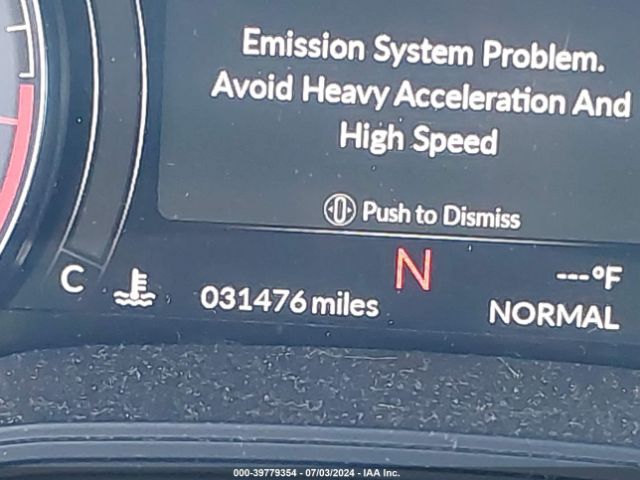 Emission System Problem.
Avoid Heavy Acceleration And
High Speed
Push to Dismiss
C
031476 miles
N
---°F
NORMAL
000-39779354 - 07/03/2024 - IAA Inc.